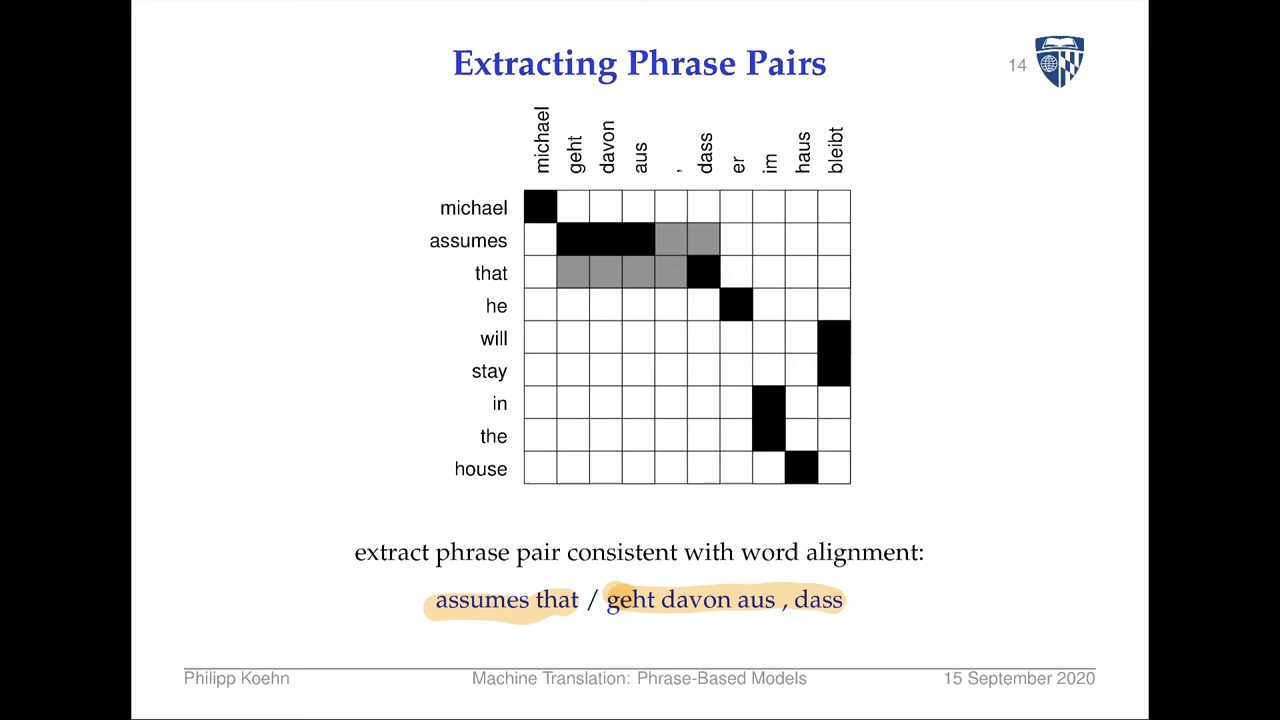 Extracting Phrase Pairs
14
michael geht davon aus , dass er im haus bleibt
michael
assumes
that
he
will
stay
in
the
house
extract phrase pair consistent with word alignment:
assumes that / geht davon aus , dass
Philipp Koehn Machine Translation: Phrase-Based Models 15 September 2020